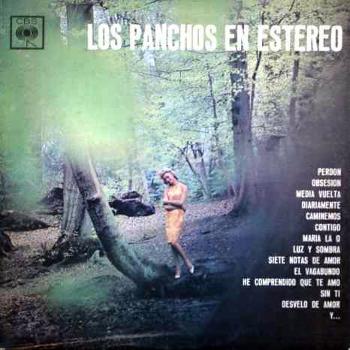 CBS
LOS PANCHOS EN ESTEREO
PERDON
OBSESION
MEDIA VUELTA
DIARIAMENTE
CAMINEMOS
CONTIGO
MARIA LA O
LUZ Y SOMBRA
SIETE NOTAS DE AMOR
EL VAGABUNDO
HE COMPRENDIDO QUE TE AMO
SIN TI
DESVELO DE AMOR
Y...